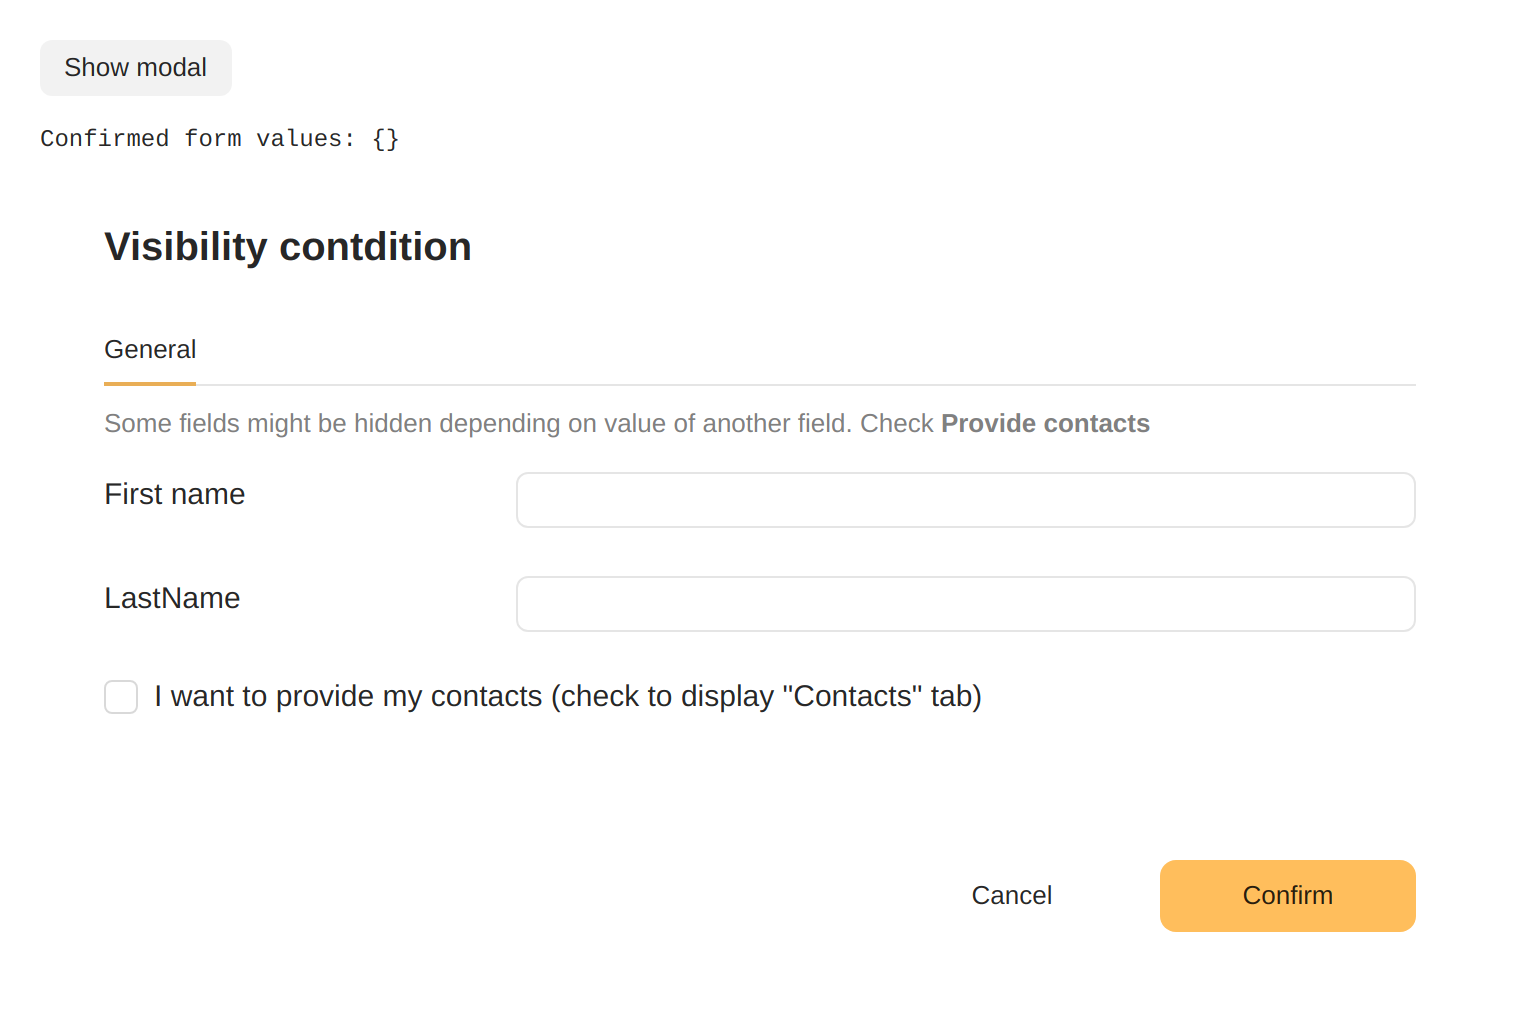 Show modal
Confirmed form values: {}
Visibility contdition
General
Some fields might be hidden depending on value of another field. Check Provide contacts
First name
LastName
I want to provide my contacts (check to display "Contacts" tab)
Cancel
Confirm